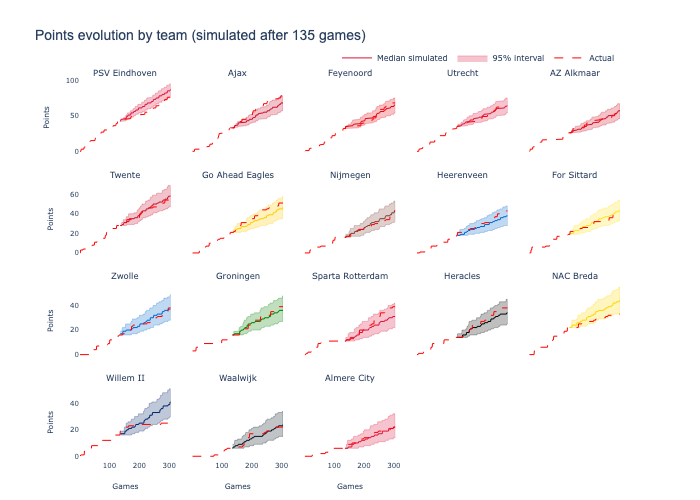 Points evolution by team (simulated after 135 games)
Median simulated 95% interval Actual
PSV Eindhoven Ajax Feyenoord Utrecht AZ Alkmaar
100
50
0
Points
Twente Go Ahead Eagles Nijmegen Heerenveen For Sittard
60
40
20
0
Points
Zwolle Groningen Sparta Rotterdam Heracles NAC Breda
40
20
0
Points
Willem II Waalwijk Almere City
40
20
0
Points
100 200 300 100 200 300 100 200 300
Games Games Games